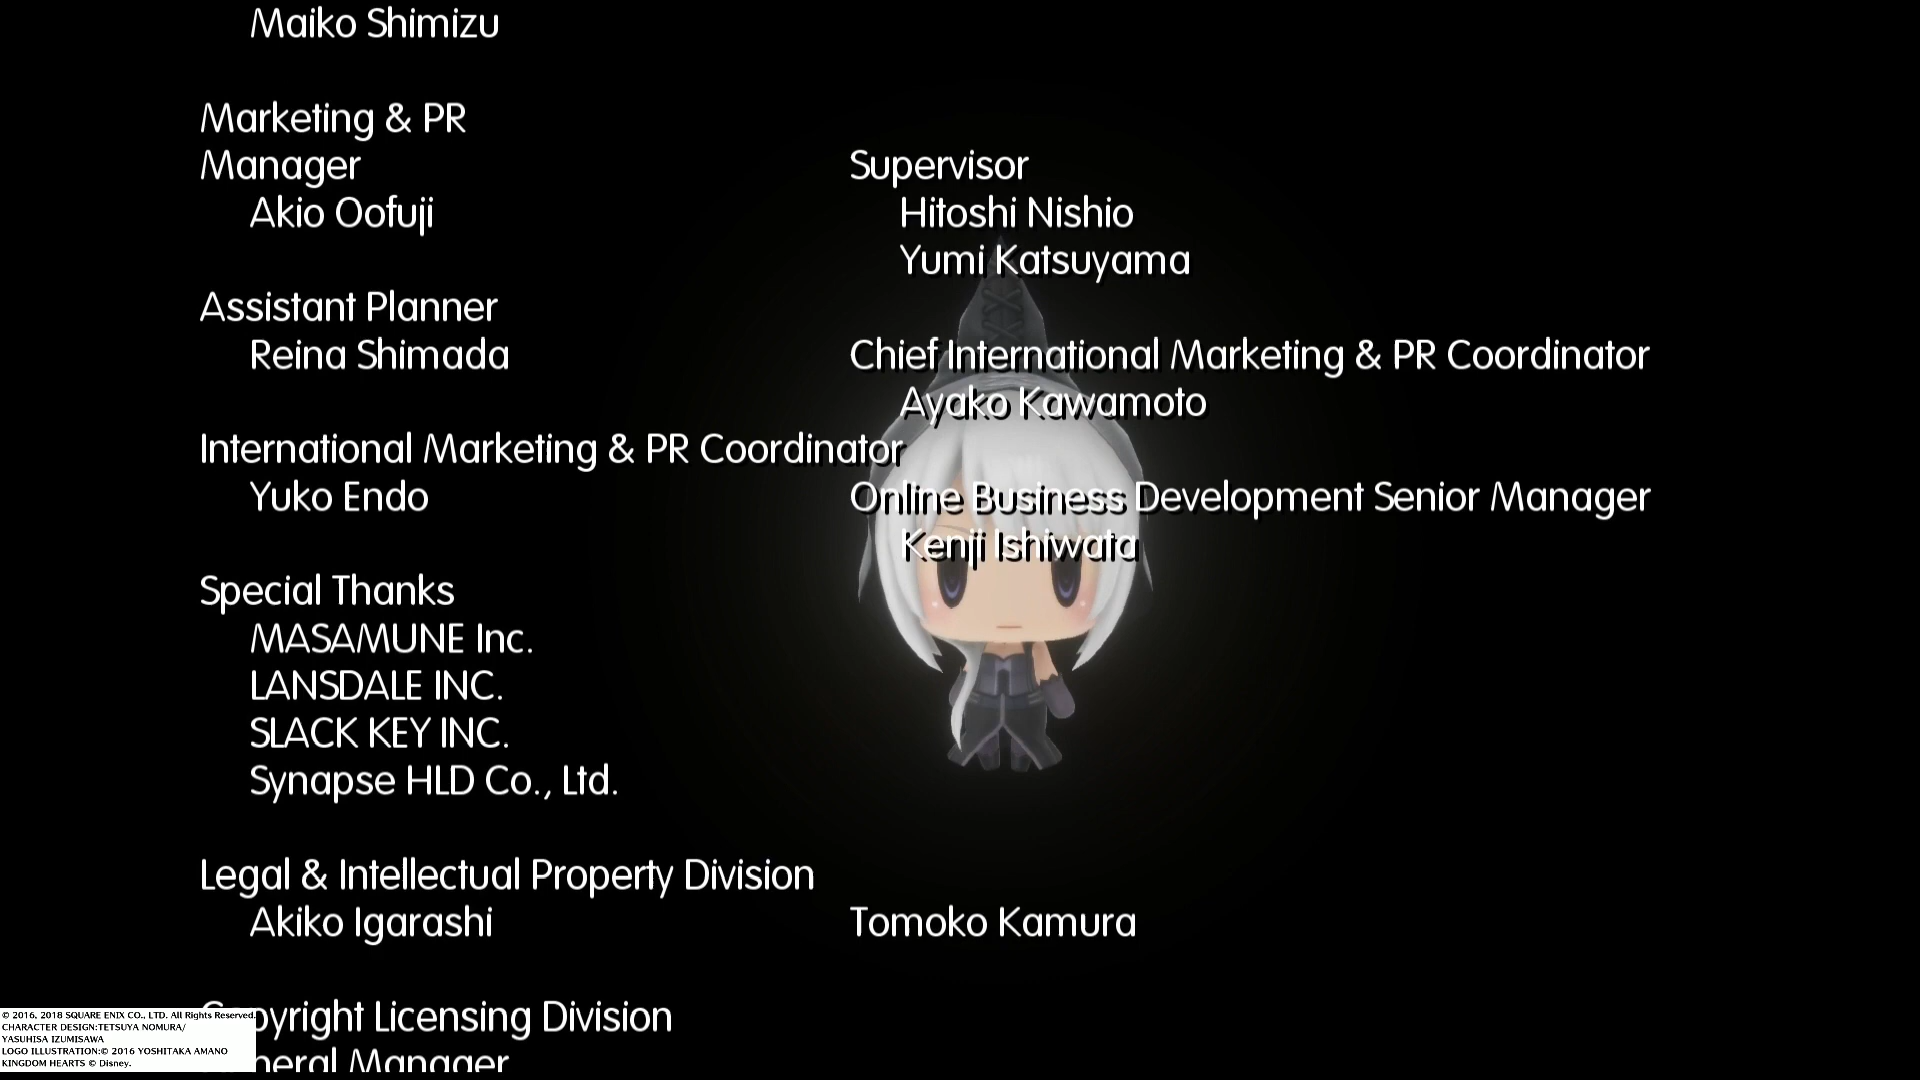 Maiko Shimizu
Marketing & PR
Manager
Akio Oofuji
Supervisor
Hitoshi Nishio
Yumi Katsuyama
Assistant Planner
Reina Shimada
Chief International Marketing & PR Coordinator
Ayako Kawamoto
International Marketing & PR Coordinator
Yuko Endo
Online Business Development Senior Manager
Kenji Ishiwata
Special Thanks
MASAMUNE Inc.
LANSDALE INC.
SLACK KEY INC.
Synapse HLD Co., Ltd.
Legal & Intellectual Property Division
Akiko Igarashi
Tomoko Kamura
Copyright Licensing Division
General Manager
© 2016, 2018 SQUARE ENIX CO., LTD. All Rights Reserved.
CHARACTER DESIGN:TETSUYA NOMURA/
YASUHISA IZUMISAWA
LOGO ILLUSTRATION:© 2016 YOSHITAKA AMANO
KINGDOM HEARTS © Disney.